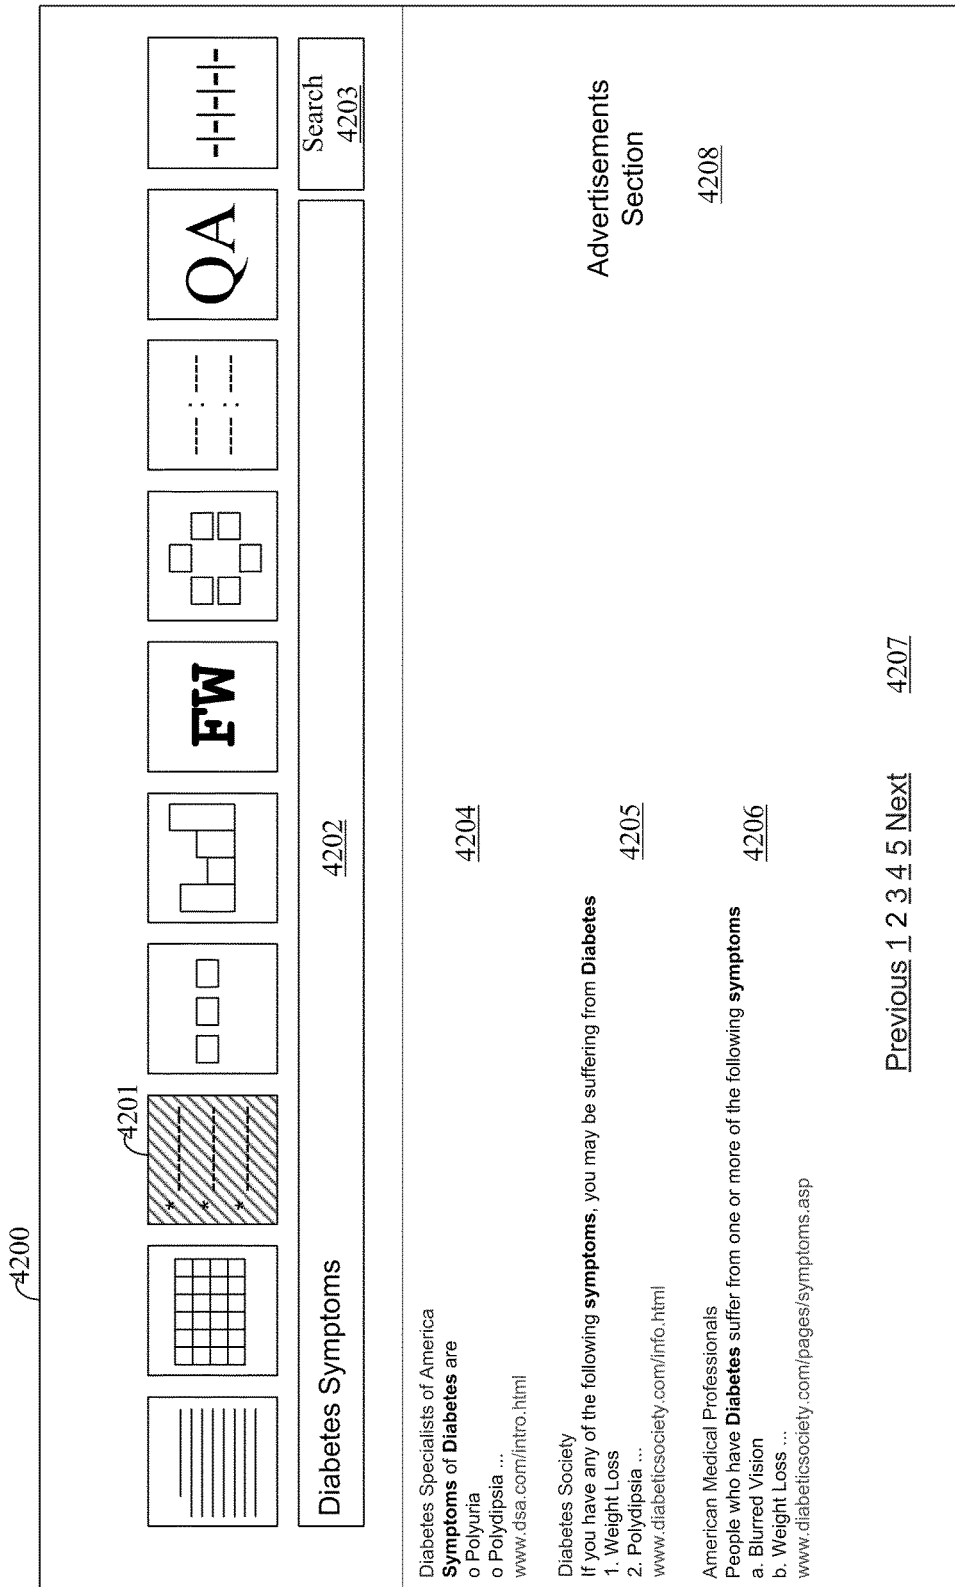 4200
4201
* ----------
* ----------
* ----------
FW
-----:-----
-----:-----
QA
Diabetes Symptoms
4202
Search
4203
Diabetes Specialists of America
Symptoms of Diabetes are
o Polyuria
o Polydipsia ...
www.dsa.com/intro.html
4204
Diabetes Society
If you have any of the following symptoms, you may be suffering from Diabetes
1. Weight Loss
2. Polydipsia ...
www.diabeticsociety.com/info.html
4205
American Medical Professionals
People who have Diabetes suffer from one or more of the following symptoms
a. Blurred Vision
b. Weight Loss ...
www.diabeticsociety.com/pages/symptoms.asp
4206
Advertisements
Section
4208
Previous 1 2 3 4 5 Next
4207